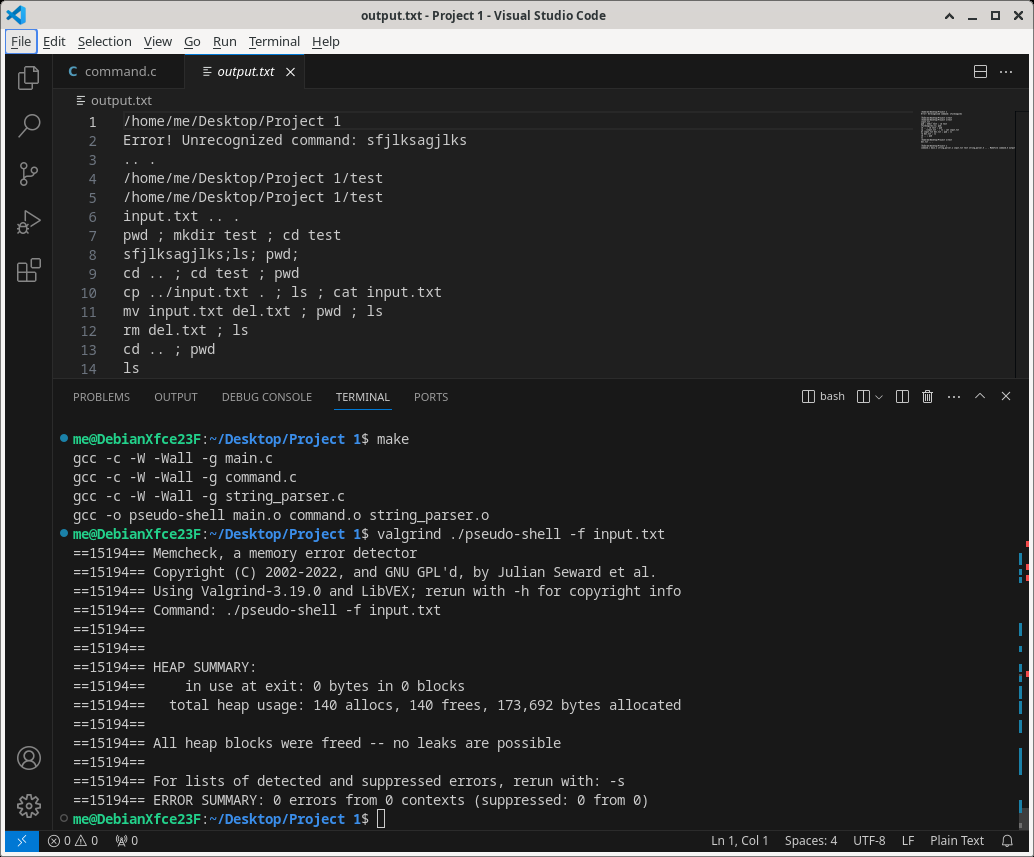 output.txt - Project 1 - Visual Studio Code
File Edit Selection View Go Run Terminal Help
C command.c output.txt
output.txt
1 /home/me/Desktop/Project 1
2 Error! Unrecognized command: sfjlksagjlks
3 .. .
4 /home/me/Desktop/Project 1/test
5 /home/me/Desktop/Project 1/test
6 input.txt .. .
7 pwd ; mkdir test ; cd test
8 sfjlksagjlks;ls; pwd;
9 cd .. ; cd test ; pwd
10 cp ../input.txt . ; ls ; cat input.txt
11 mv input.txt del.txt ; pwd ; ls
12 rm del.txt ; ls
13 cd .. ; pwd
14 ls
PROBLEMS OUTPUT DEBUG CONSOLE TERMINAL PORTS bash
me@DebianXfce23F:~/Desktop/Project 1$ make
gcc -c -W -Wall -g main.c
gcc -c -W -Wall -g command.c
gcc -c -W -Wall -g string_parser.c
gcc -o pseudo-shell main.o command.o string_parser.o
me@DebianXfce23F:~/Desktop/Project 1$ valgrind ./pseudo-shell -f input.txt
==15194== Memcheck, a memory error detector
==15194== Copyright (C) 2002-2022, and GNU GPL'd, by Julian Seward et al.
==15194== Using Valgrind-3.19.0 and LibVEX; rerun with -h for copyright info
==15194== Command: ./pseudo-shell -f input.txt
==15194==
==15194==
==15194== HEAP SUMMARY:
==15194==     in use at exit: 0 bytes in 0 blocks
==15194==   total heap usage: 140 allocs, 140 frees, 173,692 bytes allocated
==15194==
==15194== All heap blocks were freed -- no leaks are possible
==15194==
==15194== For lists of detected and suppressed errors, rerun with: -s
==15194== ERROR SUMMARY: 0 errors from 0 contexts (suppressed: 0 from 0)
me@DebianXfce23F:~/Desktop/Project 1$
0 0 0 Ln 1, Col 1 Spaces: 4 UTF-8 LF Plain Text